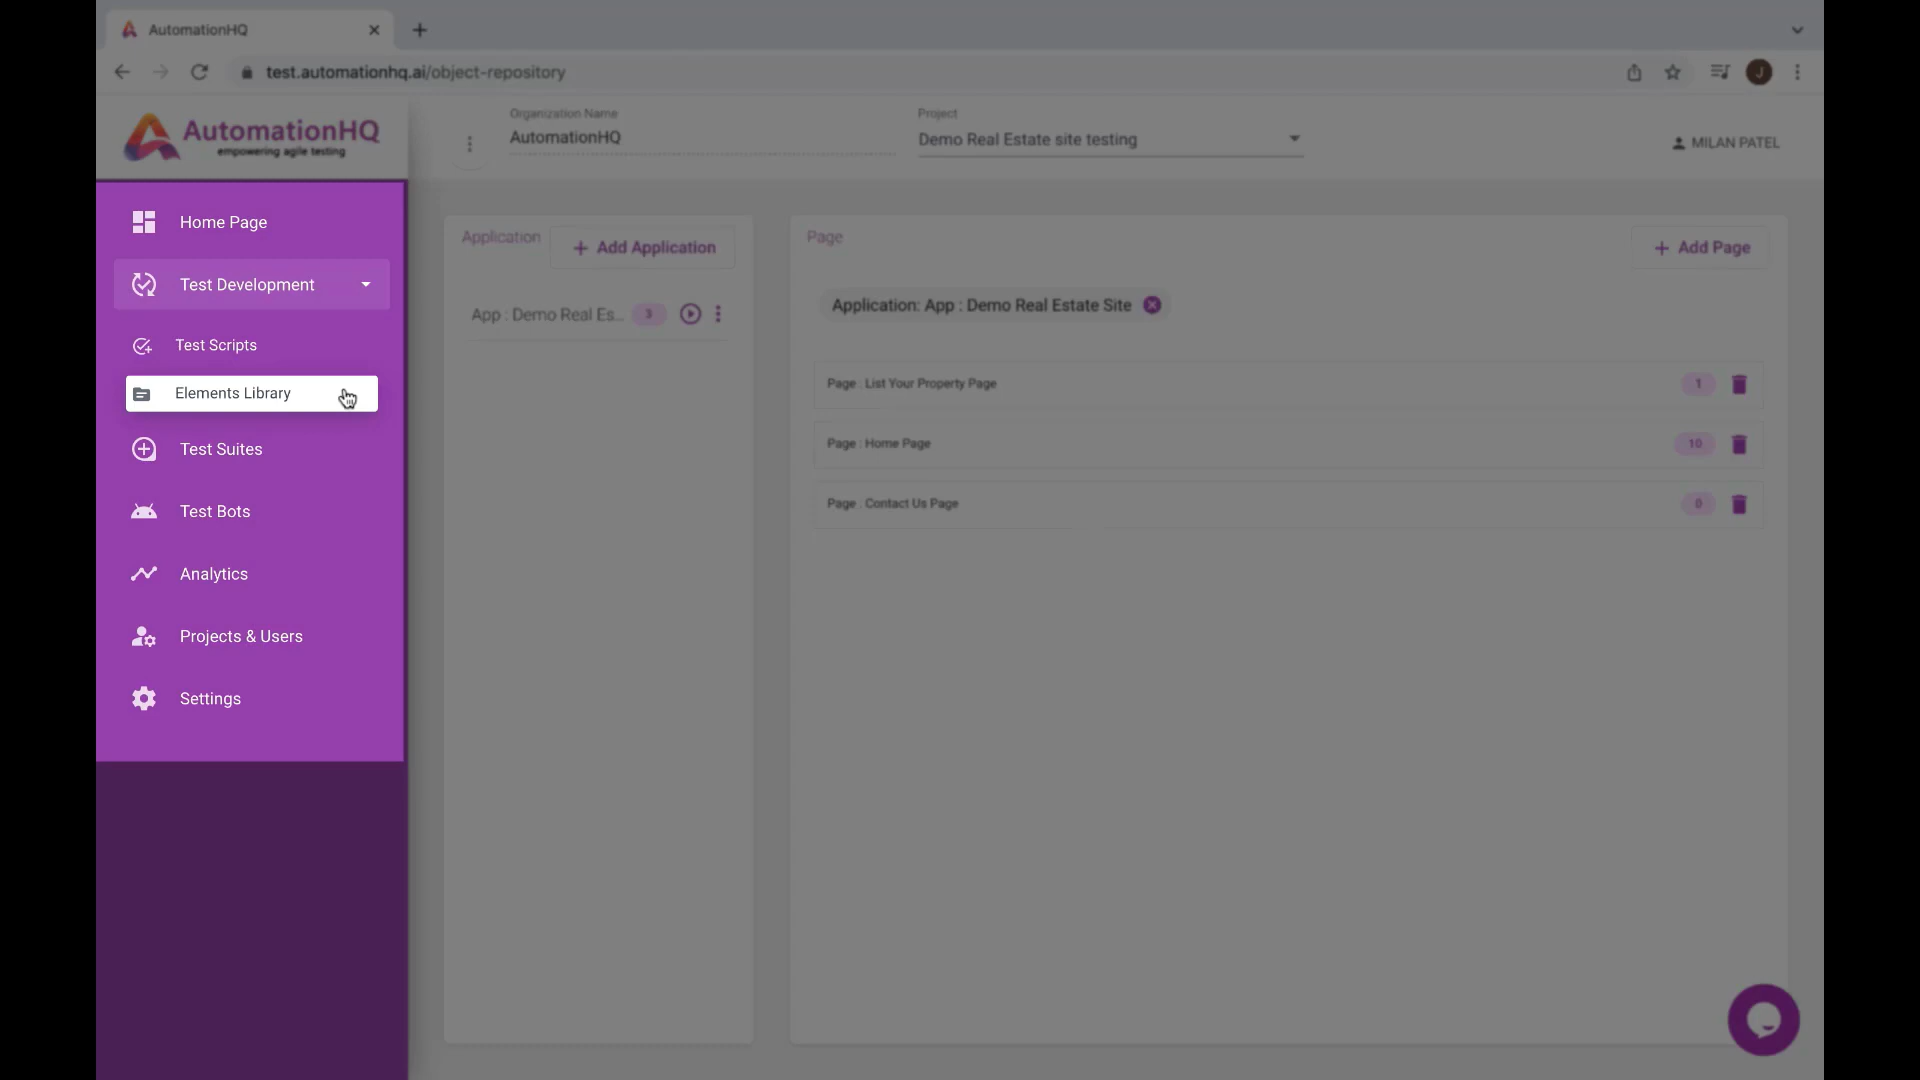 AutomationHQ
test.automationhq.ai/object-repository
AutomationHQ
empowering agile testing
Organization Name
AutomationHQ
Project
Demo Real Estate site testing
MILAN PATEL
Home Page
Test Development
Test Scripts
Elements Library
Test Suites
Test Bots
Analytics
Projects & Users
Settings
Application
+ Add Application
App : Demo Real Es...
3
Page
+ Add Page
Application: App : Demo Real Estate Site
Page : List Your Property Page
1
Page : Home Page
10
Page : Contact Us Page
0
J